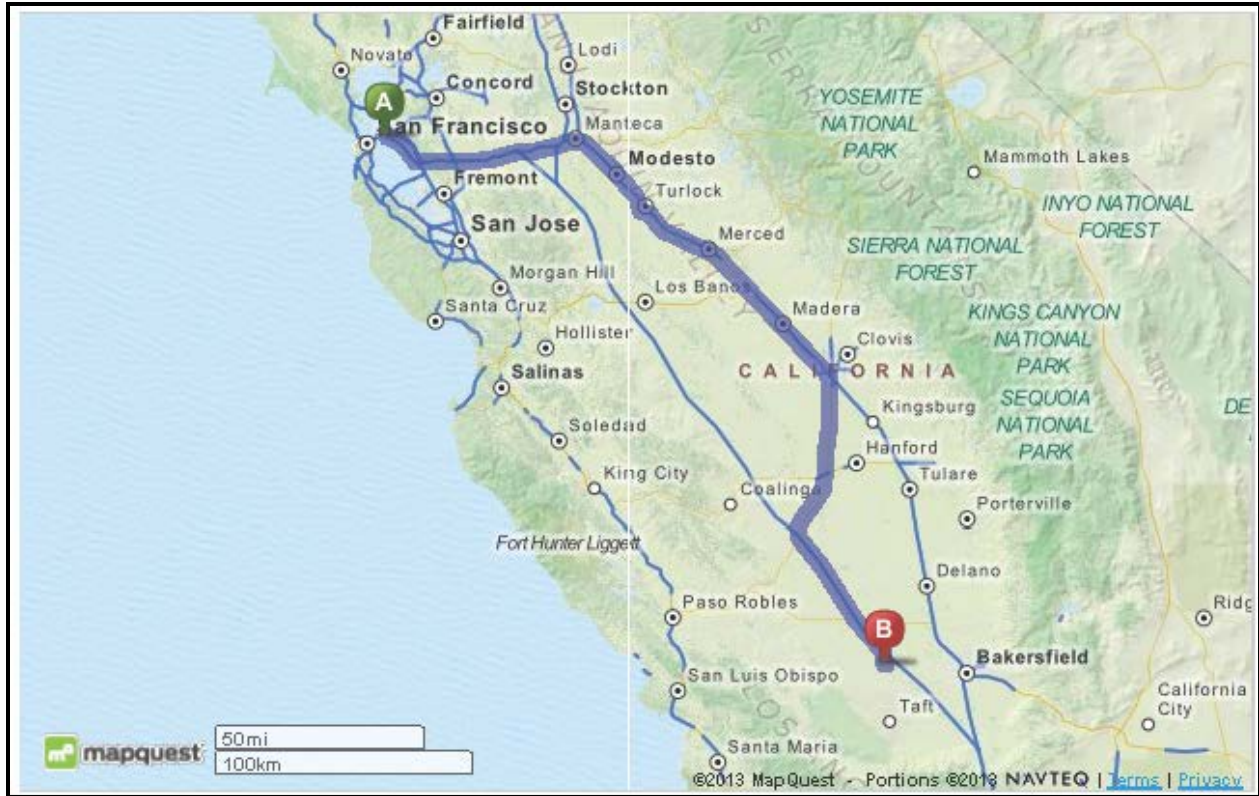 Fairfield
Novato
Lodi
Concord
Stockton
A
San Francisco
Manteca
YOSEMITE
NATIONAL
PARK
Modesto
Mammoth Lakes
Fremont
Turlock
INYO NATIONAL
FOREST
San Jose
Merced
SIERRA NATIONAL
FOREST
Morgan Hill
Los Banos
Santa Cruz
Madera
KINGS CANYON
NATIONAL
PARK
Hollister
Clovis
CALIFORNIA
Salinas
SEQUOIA
NATIONAL
PARK
Kingsburg
DE
Soledad
Hanford
King City
Coalinga
Tulare
Porterville
Fort Hunter Liggett
Delano
Paso Robles
Ridg
B
Bakersfield
San Luis Obispo
Taft
California
City
Santa Maria
mapquest
50mi
100km
©2013 MapQuest - Portions ©2013 NAVTEQ | Terms | Privacy